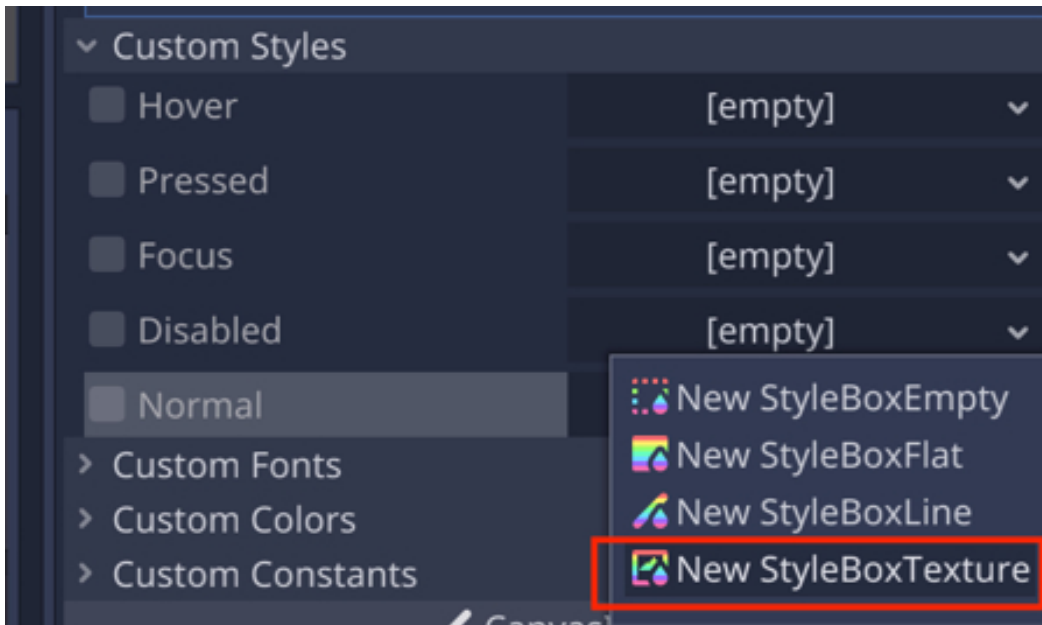 Custom Styles
Hover [empty]
Pressed [empty]
Focus [empty]
Disabled [empty]
Normal
New StyleBoxEmpty
Custom Fonts
New StyleBoxFlat
Custom Colors
New StyleBoxLine
Custom Constants
New StyleBoxTexture